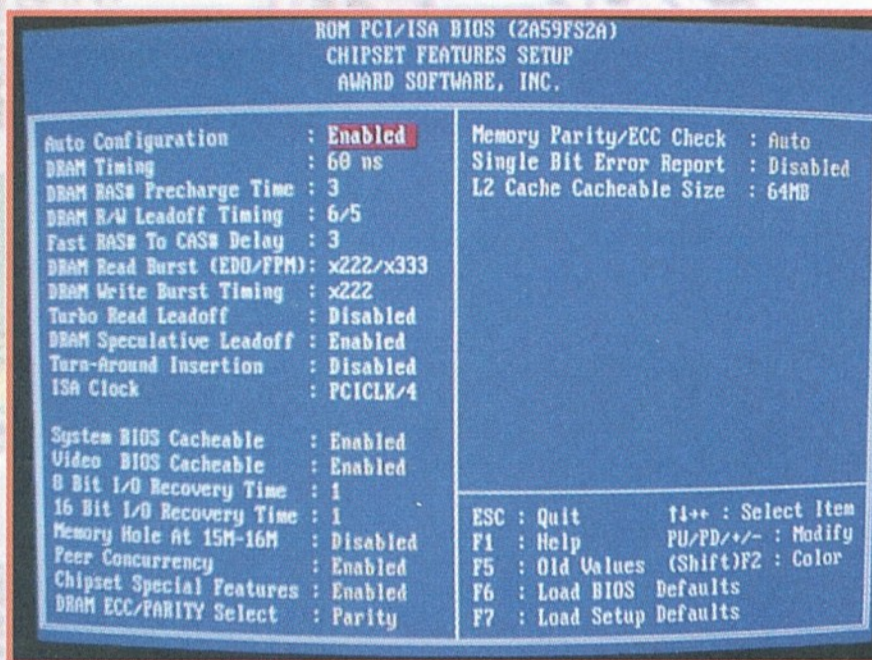 ROM PCI/ISA BIOS (2A59FS2A)
CHIPSET FEATURES SETUP
AWARD SOFTWARE, INC.
Auto Configuration : Enabled
DRAM Timing : 60 ns
DRAM RAS# Precharge Time : 3
DRAM R/W Leadoff Timing : 6/5
Fast RAS# To CAS# Delay : 3
DRAM Read Burst (EDO/FPM): x222/x333
DRAM Write Burst Timing : x222
Turbo Read Leadoff : Disabled
DRAM Speculative Leadoff : Enabled
Turn-Around Insertion : Disabled
ISA Clock : PCICLK/4
System BIOS Cacheable : Enabled
Video BIOS Cacheable : Enabled
8 Bit I/O Recovery Time : 1
16 Bit I/O Recovery Time : 1
Memory Hole At 15M-16M : Disabled
Peer Concurrency : Enabled
Chipset Special Features : Enabled
DRAM ECC/PARITY Select : Parity
Memory Parity/ECC Check : Auto
Single Bit Error Report : Disabled
L2 Cache Cacheable Size : 64MB
ESC : Quit ↑↓→← : Select Item
F1 : Help PU/PD/+/- : Modify
F5 : Old Values (Shift)F2 : Color
F6 : Load BIOS Defaults
F7 : Load Setup Defaults